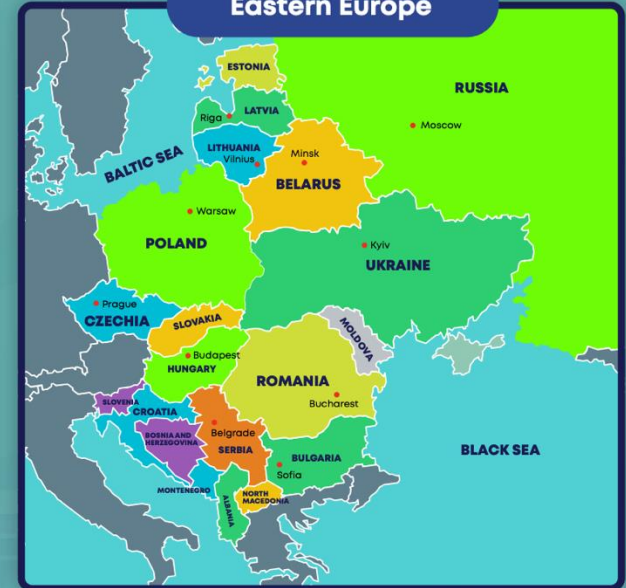 Eastern Europe
ESTONIA
RUSSIA
LATVIA
Riga
Moscow
LITHUANIA
Vilnius
Minsk
BALTIC SEA
BELARUS
Warsaw
POLAND
Kyiv
UKRAINE
Prague
CZECHIA
SLOVAKIA
MOLDOVA
Budapest
HUNGARY
ROMANIA
Bucharest
SLOVENIA
CROATIA
BOSNIA AND
HERZEGOVINA
Belgrade
SERBIA
BLACK SEA
BULGARIA
Sofia
MONTENEGRO
NORTH
MACEDONIA
ALBANIA